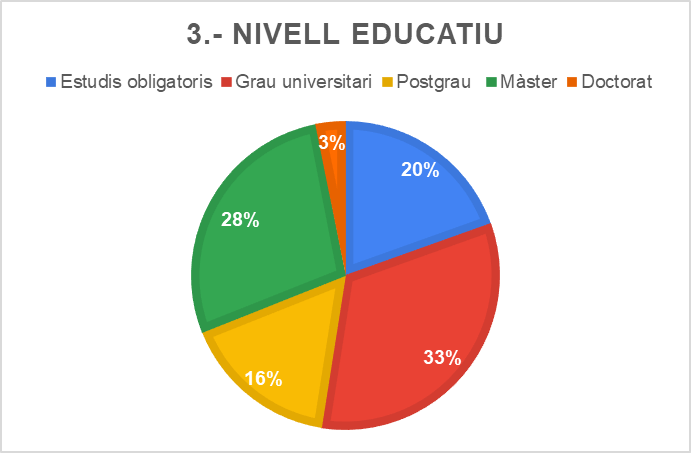 3.- NIVELL EDUCATIU
Estudis obligatoris Grau universitari Postgrau Màster Doctorat
3%
20%
28%
33%
16%